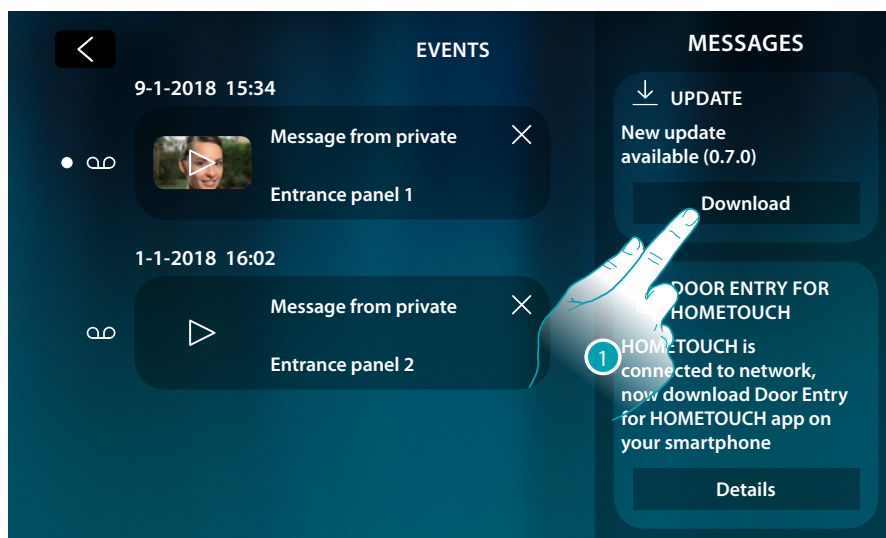 EVENTS
9-1-2018 15:34
Message from private
Entrance panel 1
1-1-2018 16:02
Message from private
Entrance panel 2
MESSAGES
UPDATE
New update
available (0.7.0)
Download
DOOR ENTRY FOR
HOMETOUCH
1
HOMETOUCH is
connected to network,
now download Door Entry
for HOMETOUCH app on
your smartphone
Details